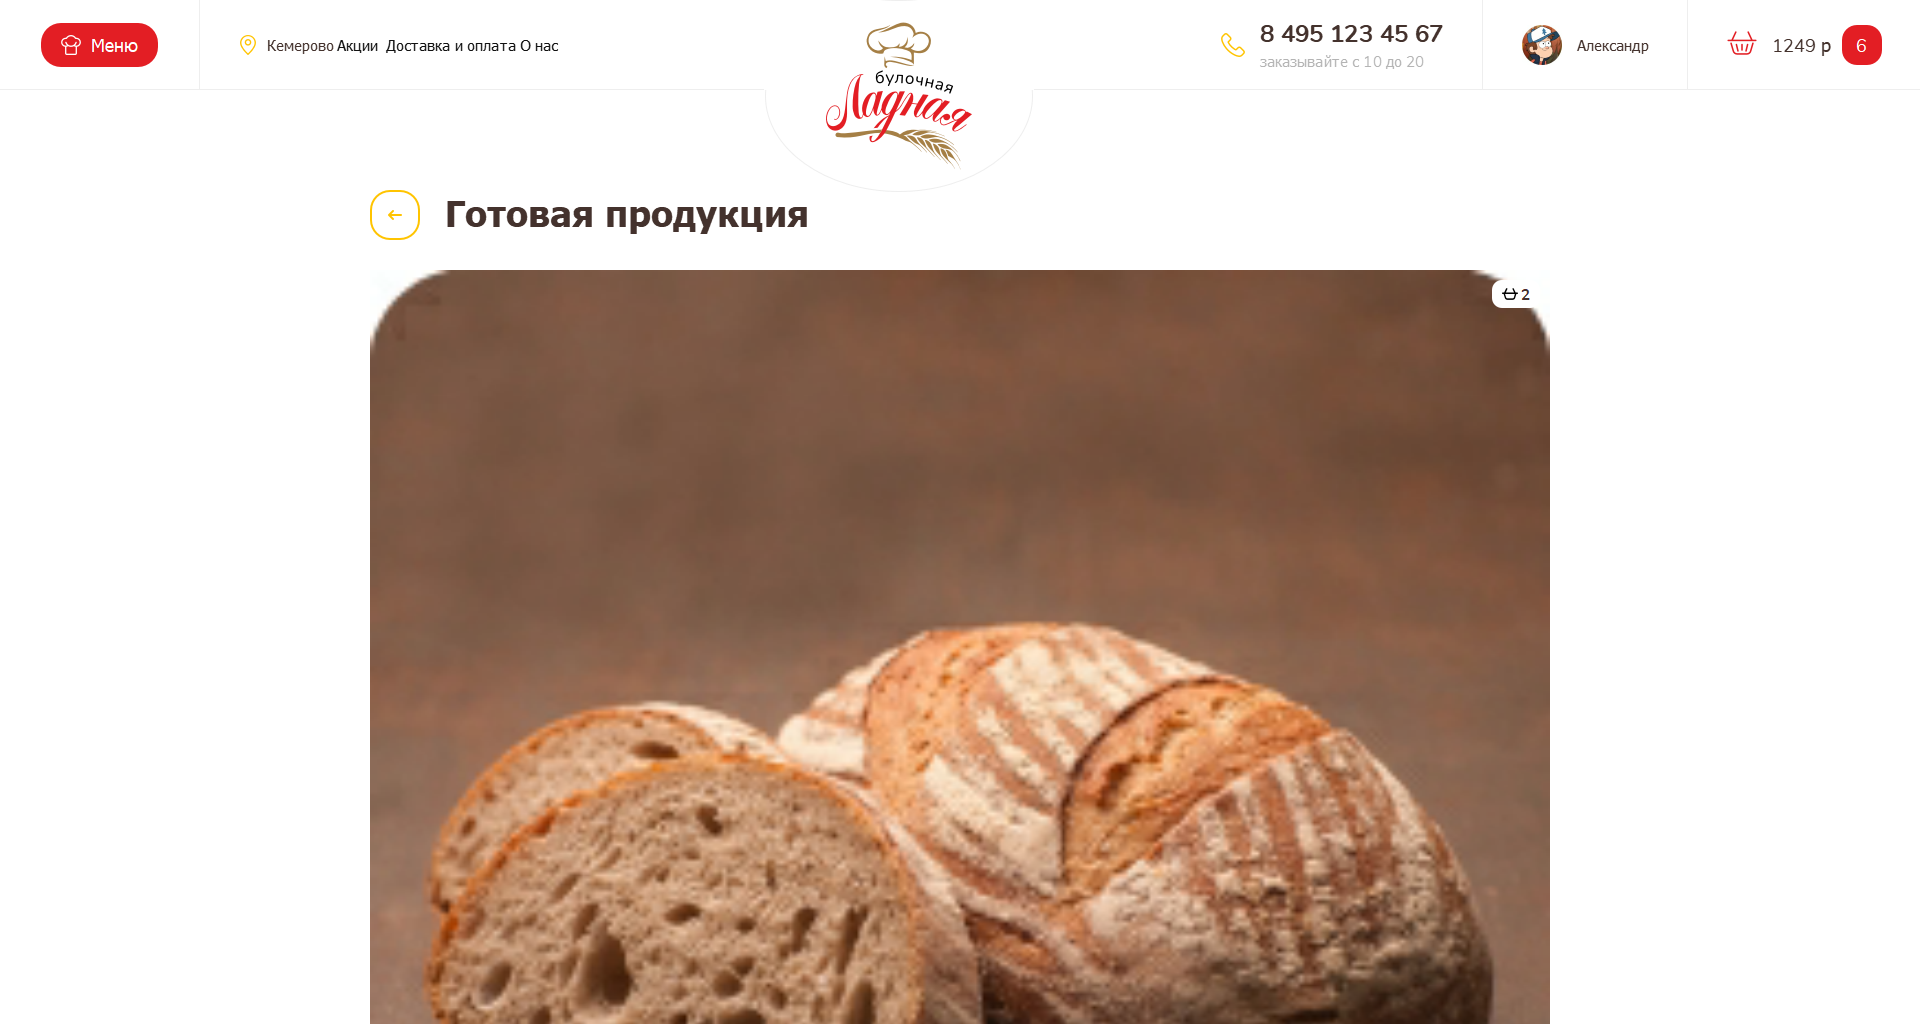 Меню
Кемерово Акции Доставка и оплата О нас
булочная
Ладная
8 495 123 45 67
заказывайте с 10 до 20
Александр
1249 р 6
Готовая продукция
2